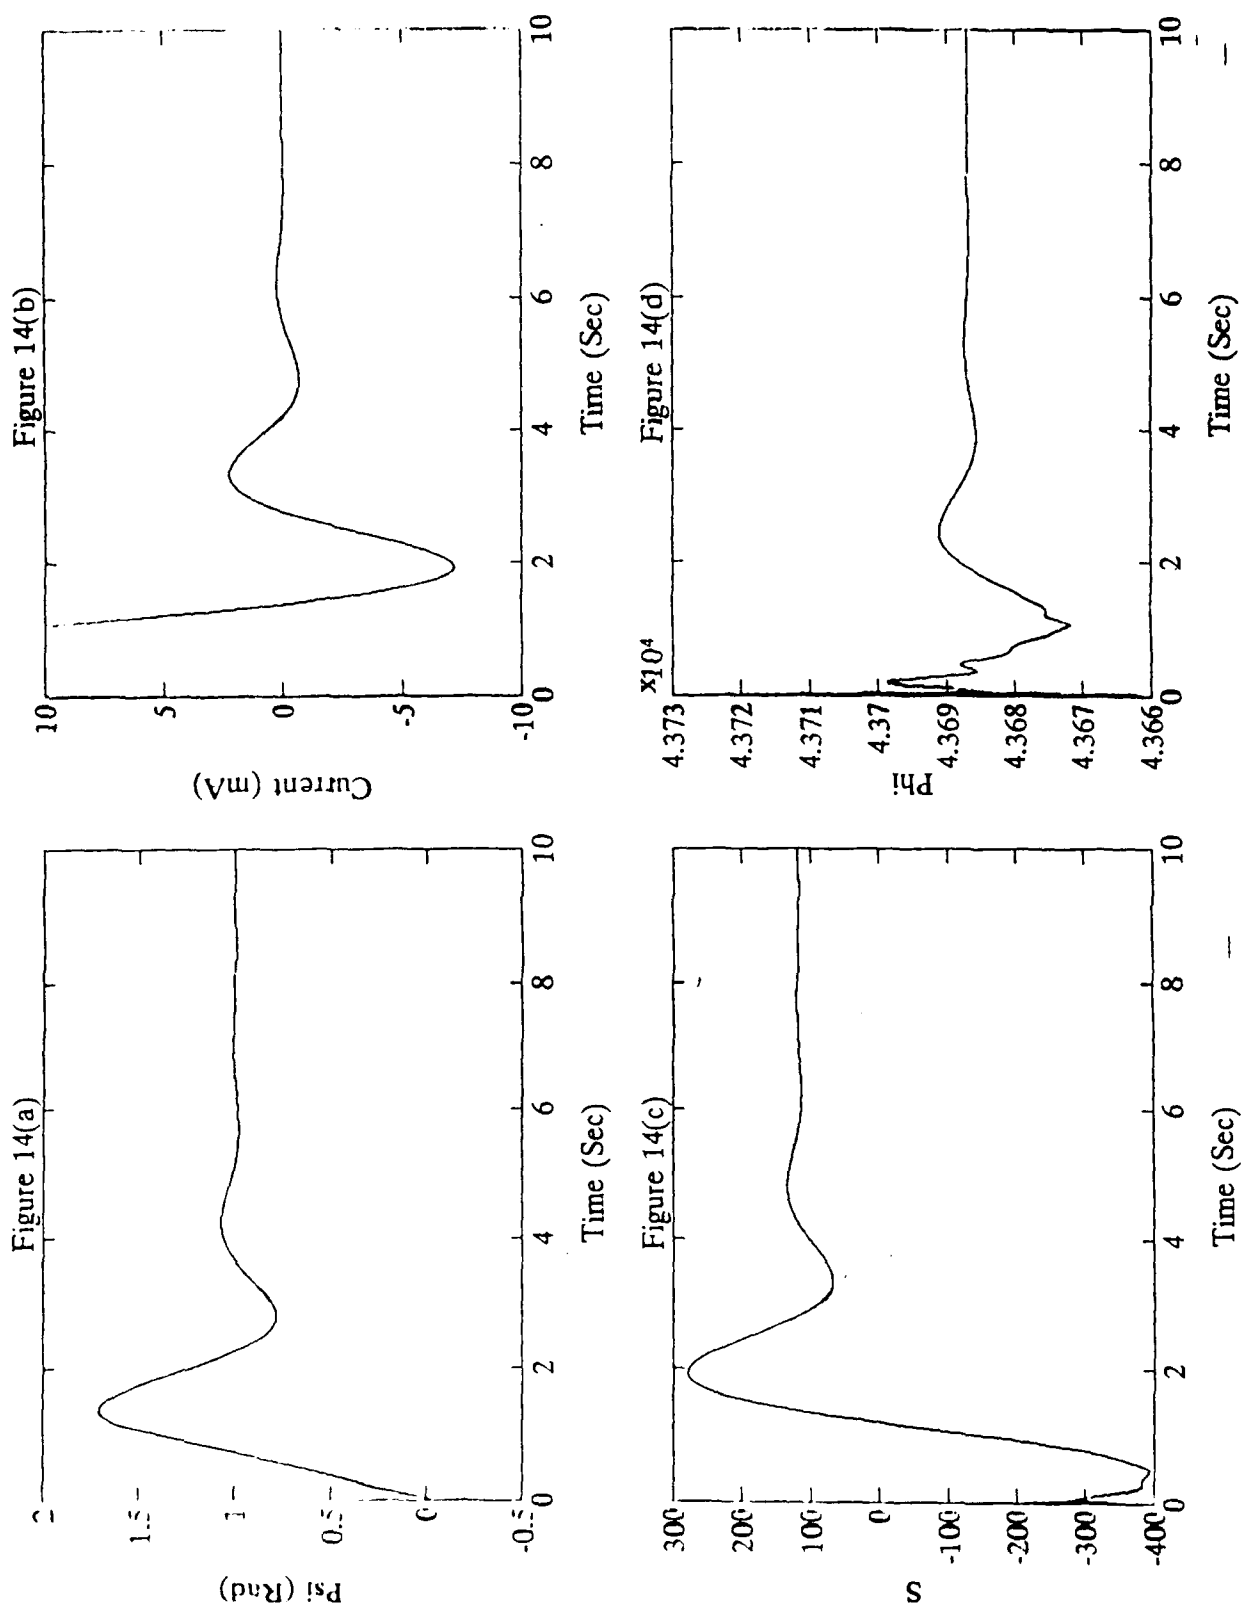 Figure 14(a)
2
1.5
1
0.5
0
-0.5
Psi (Rad)
0 2 4 6 8 10
Time (Sec)
Figure 14(b)
10
5
0
-5
-10
Current (mA)
0 2 4 6 8 10
Time (Sec)
Figure 14(c)
300
200
100
0
-100
-200
-300
-400
S
0 2 4 6 8 10
Time (Sec)
Figure 14(d)
x10⁴
4.373
4.372
4.371
4.37
4.369
4.368
4.367
4.366
Phi
0 2 4 6 8 10
Time (Sec)